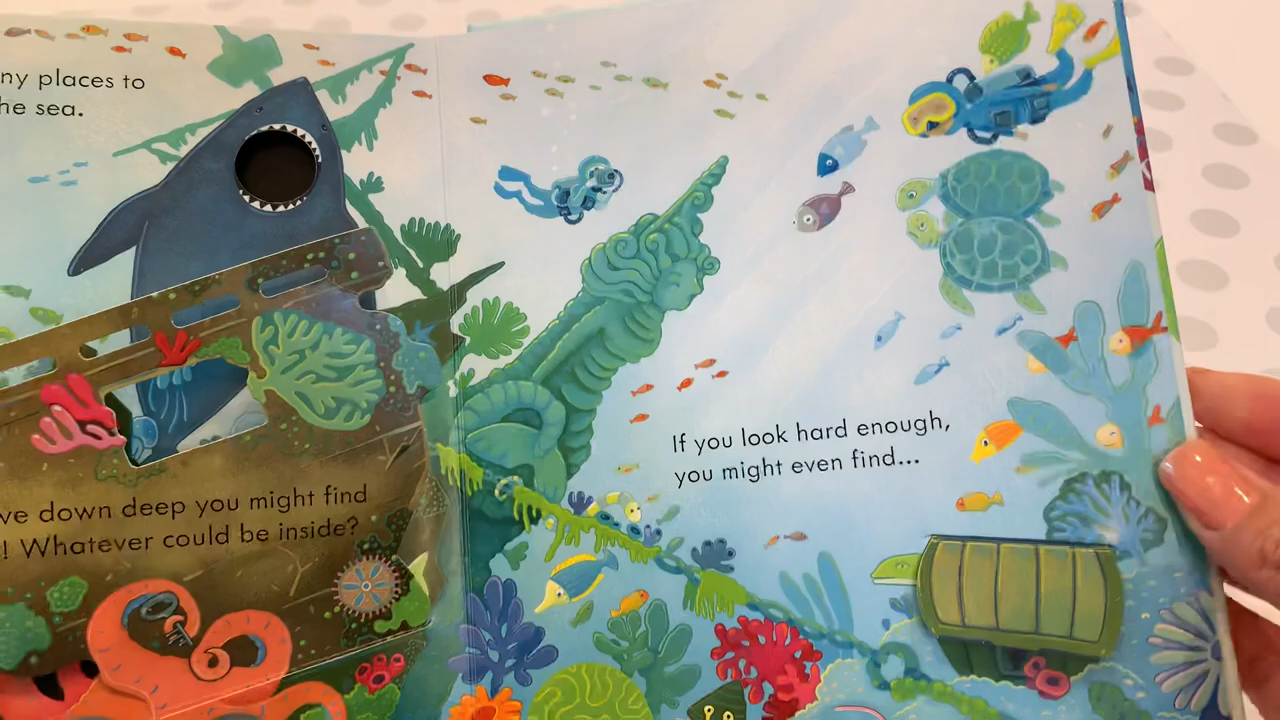 ny places to
he sea.
ve down deep you might find
! Whatever could be inside?
If you look hard enough,
you might even find...